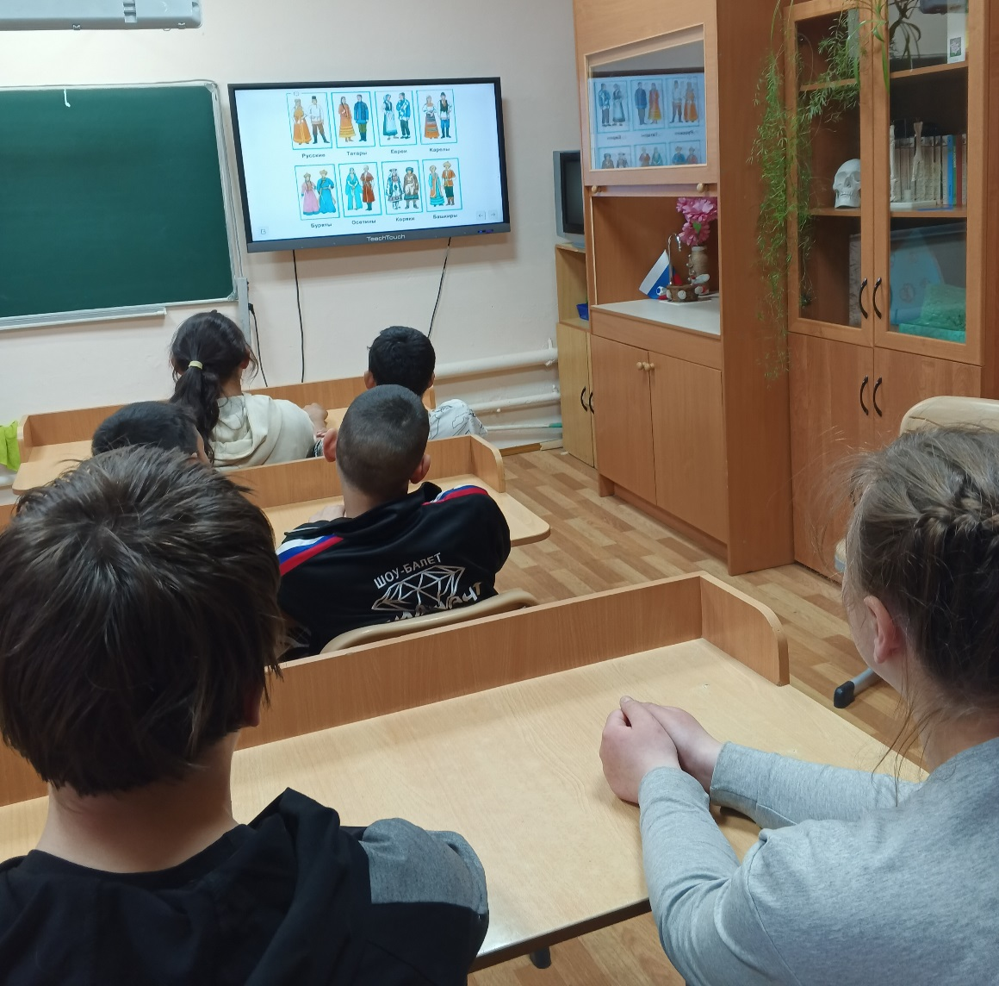 Русские Татары Евреи Карелы
Буряты Осетины Коряки Башкиры
TeachTouch
ШОУ-БАЛЕТ